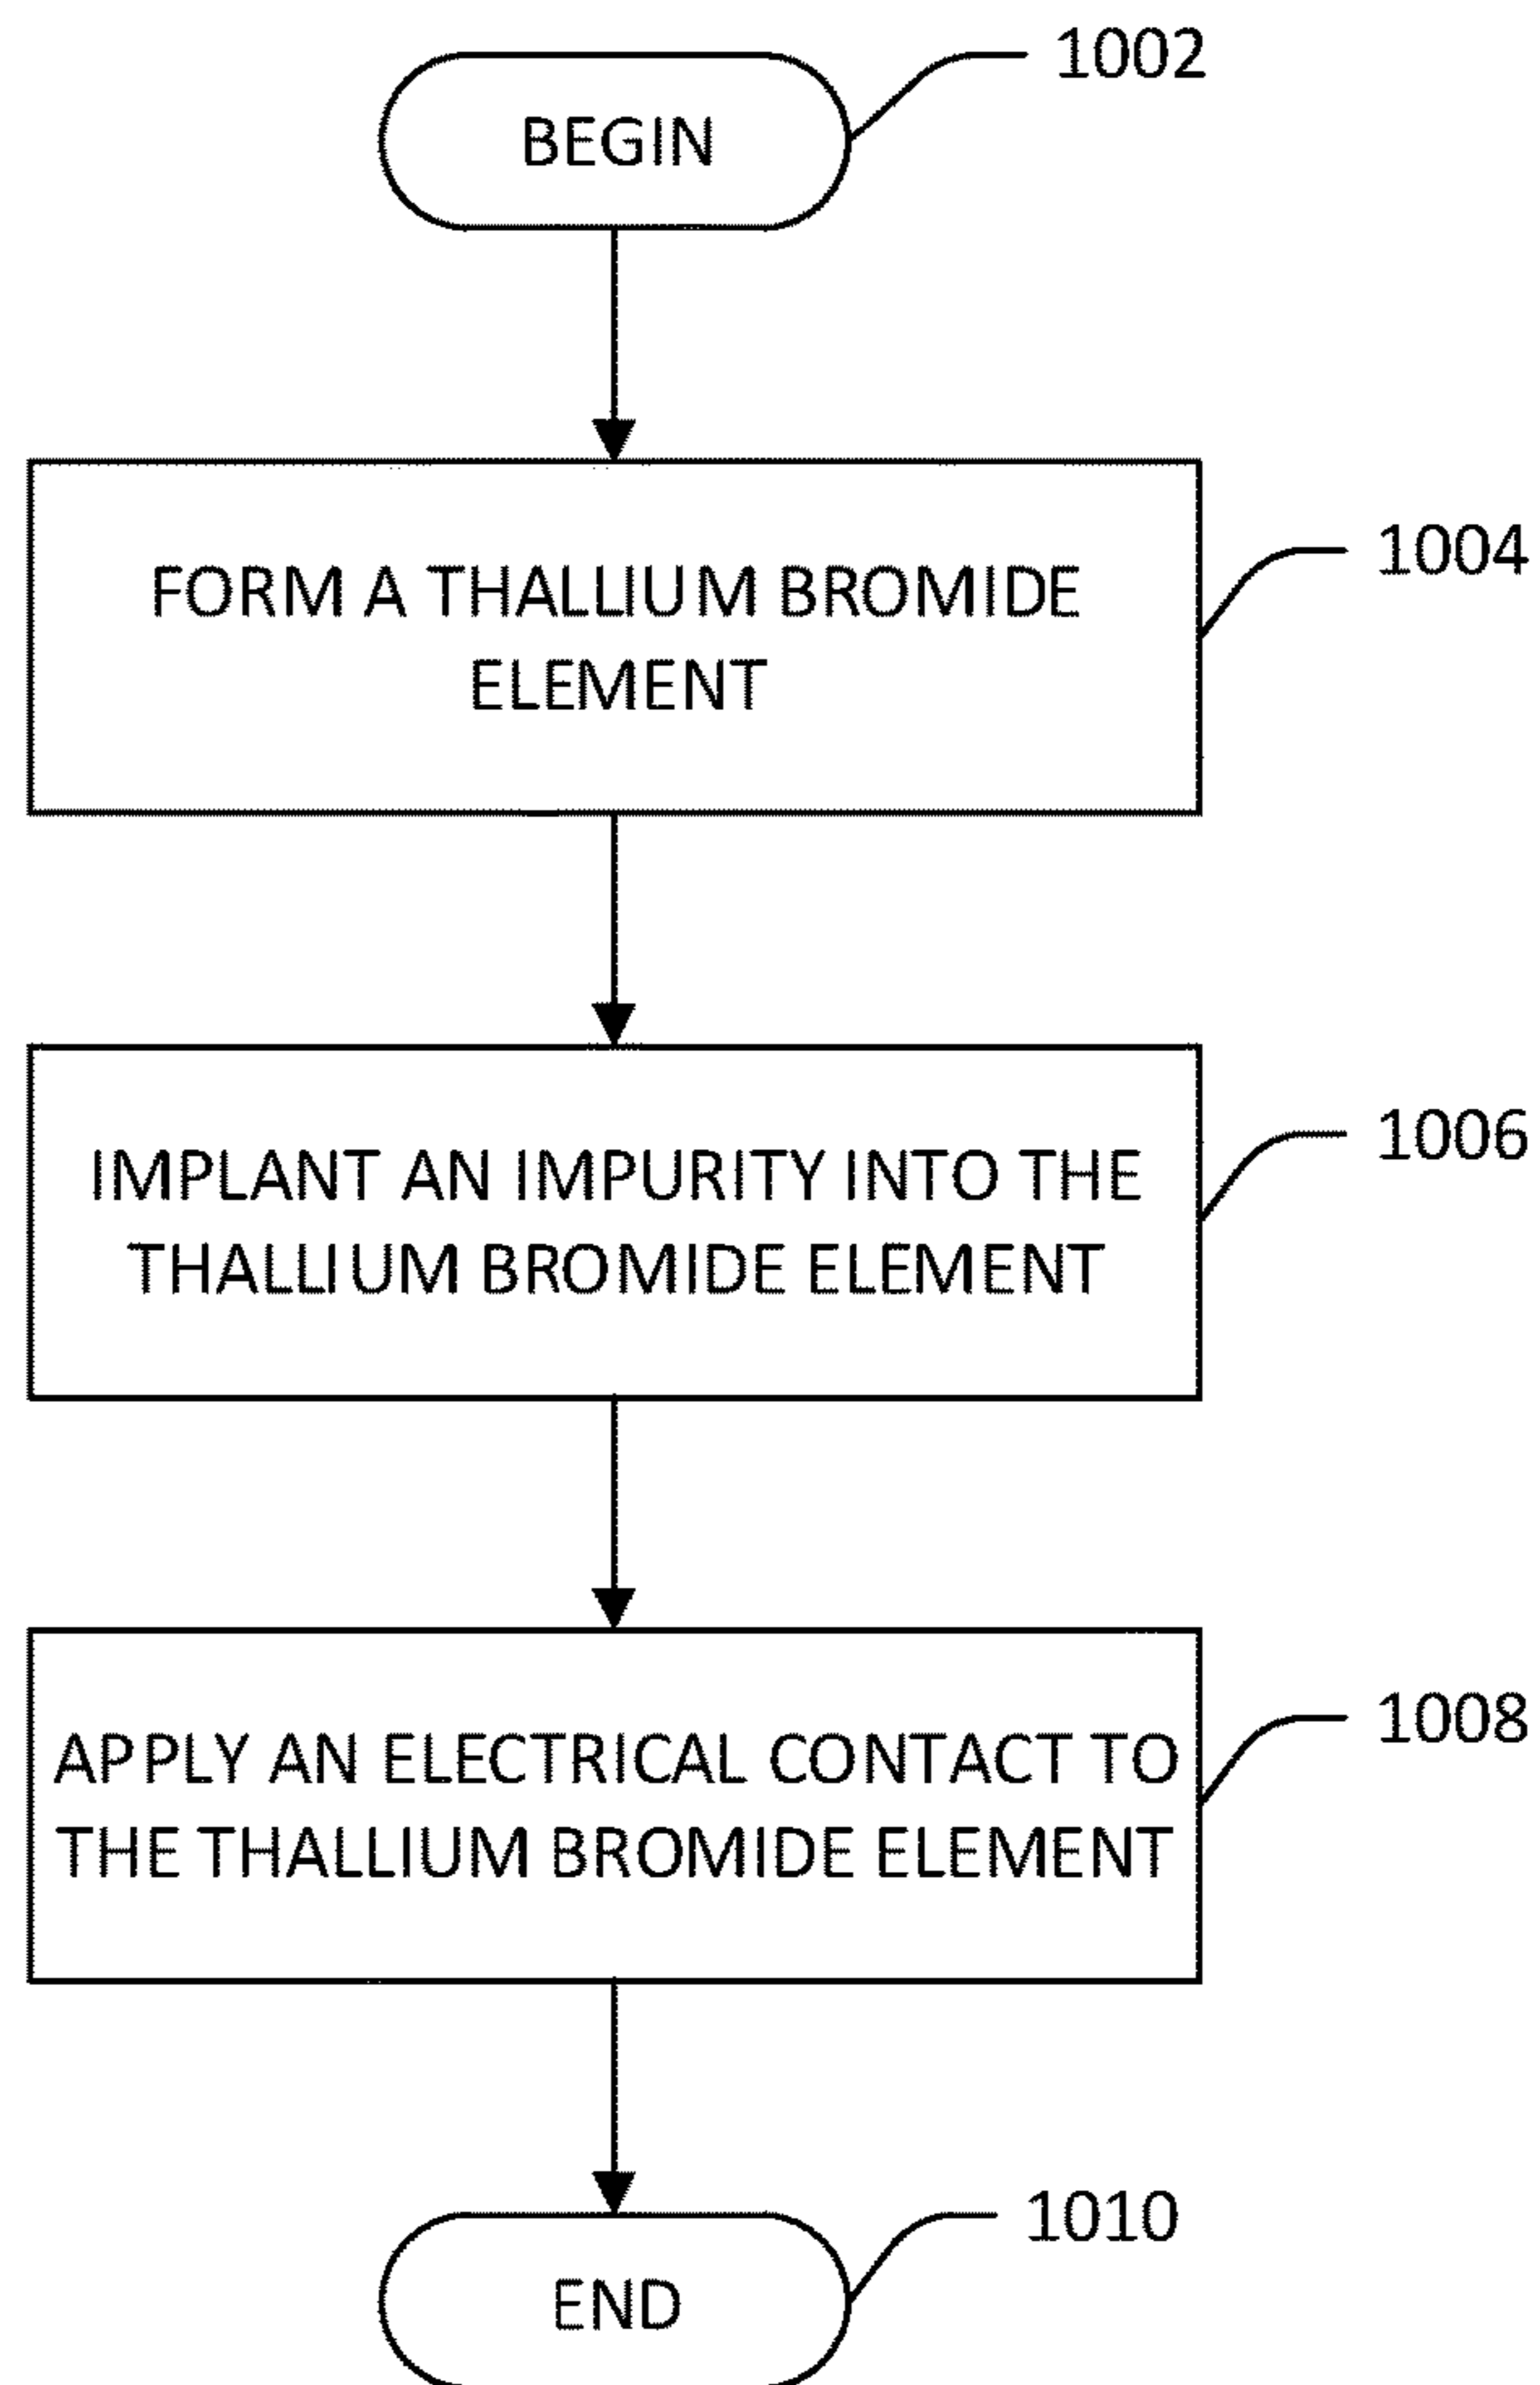 1002
BEGIN
1004
FORM A THALLIUM BROMIDE
ELEMENT
1006
IMPLANT AN IMPURITY INTO THE
THALLIUM BROMIDE ELEMENT
1008
APPLY AN ELECTRICAL CONTACT TO
THE THALLIUM BROMIDE ELEMENT
1010
END